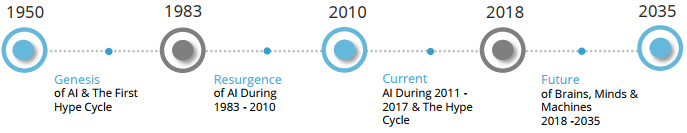 1950
1983
2010
2018
2035
Genesis
of AI & The First
Hype Cycle
Resurgence
of AI During
1983 - 2010
Current
AI During 2011 -
2017 & The Hype
Cycle
Future
of Brains, Minds &
Machines
2018 -2035